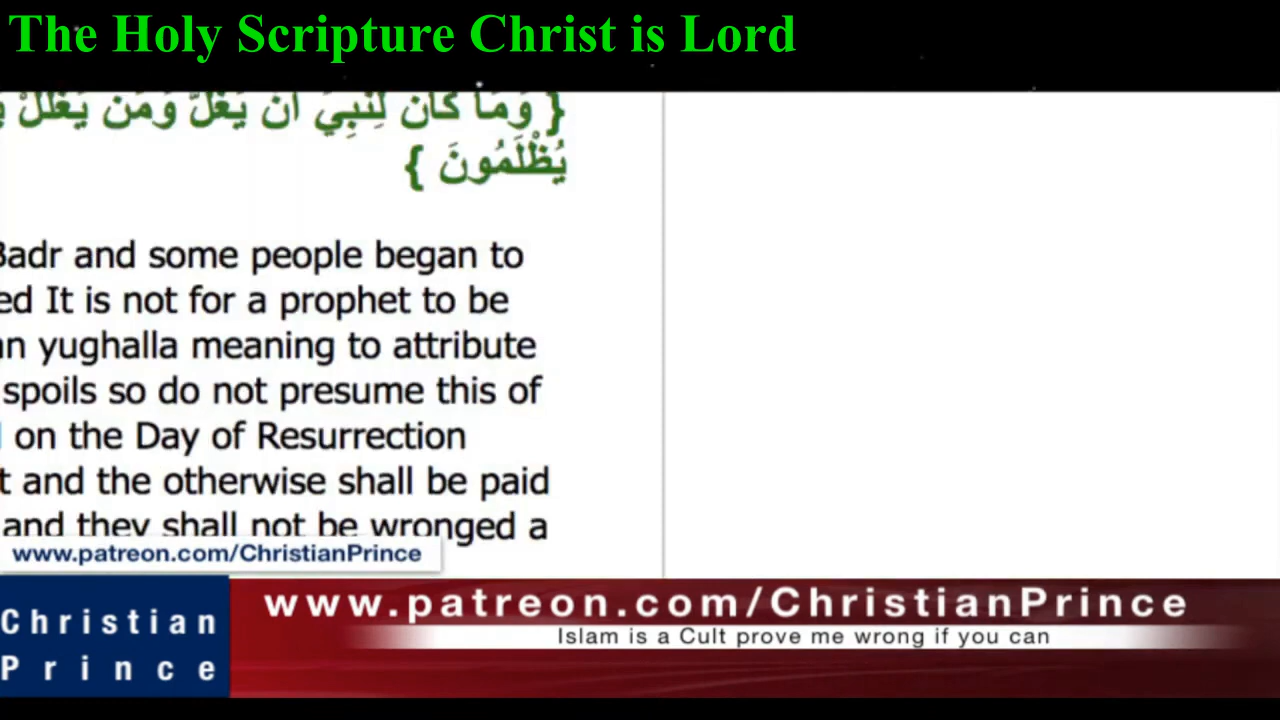 The Holy Scripture Christ is Lord
{ وَمَا كَانَ لِنَبِيٍّ أَنْ يَغُلَّ وَمَن يَغْلُلْ
يُظْلَمُونَ }
Badr and some people began to
ed It is not for a prophet to be
an yughalla meaning to attribute
spoils so do not presume this of
on the Day of Resurrection
t and the otherwise shall be paid
and they shall not be wronged a
www.patreon.com/ChristianPrince
Christian
Prince
www.patreon.com/ChristianPrince
Islam is a Cult prove me wrong if you can